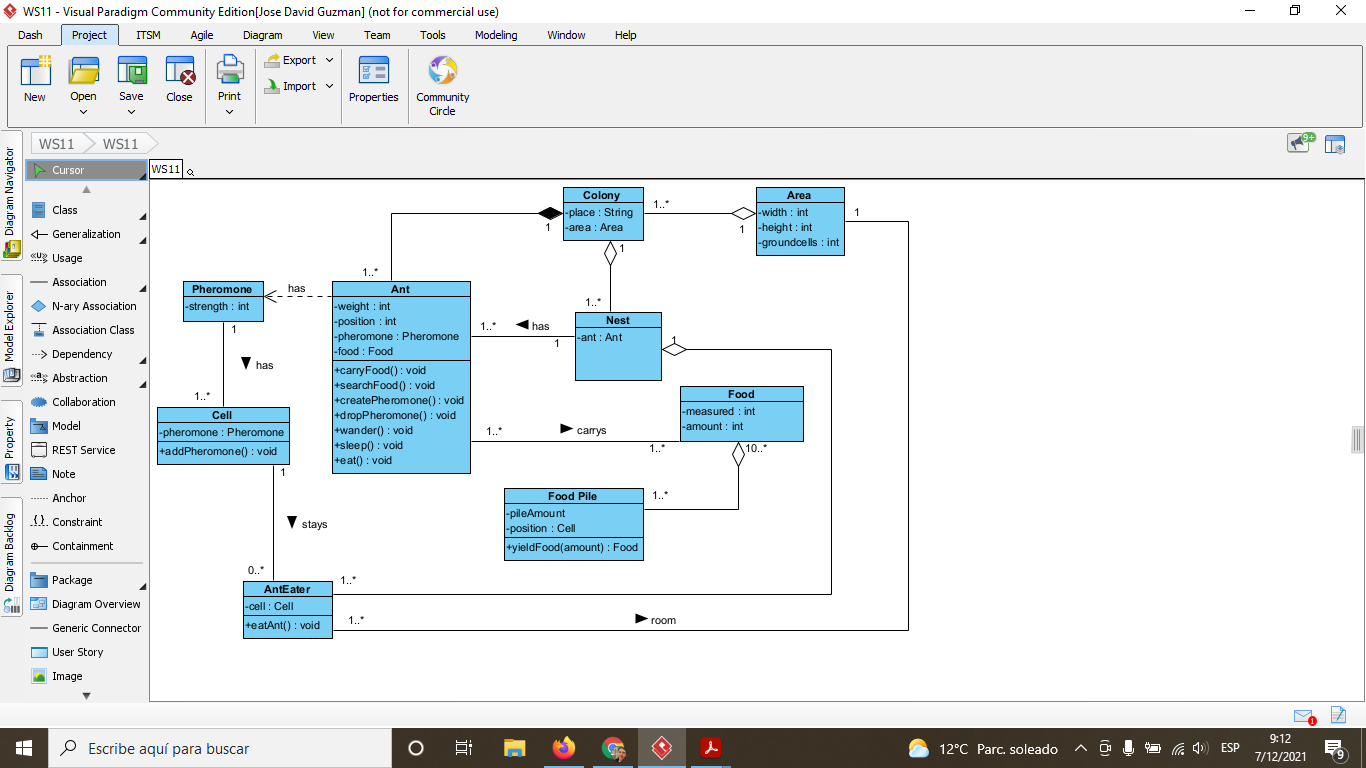 WS11 - Visual Paradigm Community Edition[Jose David Guzman] (not for commercial use)
Dash Project ITSM Agile Diagram View Team Tools Modeling Window Help
New Open Save Close Print Export Import Properties Community Circle
WS11 WS11
9+
Diagram Navigator
Model Explorer
Property
Diagram Backlog
Cursor
Class
Generalization
<<U>> Usage
Association
N-ary Association
Association Class
Dependency
<<a>> Abstraction
Collaboration
Model
REST Service
Note
Anchor
{} Constraint
Containment
Package
Diagram Overview
Generic Connector
User Story
Image
WS11
Colony
-place : String
-area : Area
1..*
1
Area
-width : int
-height : int
-groundcells : int
1
1
1
1..*
1..*
Pheromone
-strength : int
has
Ant
-weight : int
-position : int
-pheromone : Pheromone
-food : Food
+carryFood() : void
+searchFood() : void
+createPheromone() : void
+dropPheromone() : void
+wander() : void
+sleep() : void
+eat() : void
1..*
has
1
Nest
-ant : Ant
1
1
has
1..*
Cell
-pheromone : Pheromone
+addPheromone() : void
1..*
carrys
1..*
Food
-measured : int
-amount : int
10..*
1..*
Food Pile
-pileAmount
-position : Cell
+yieldFood(amount) : Food
1
stays
0..*
AntEater
-cell : Cell
+eatAnt() : void
1..*
1..*
room
1
Escribe aquí para buscar
12°C Parc. soleado
ESP
9:12
7/12/2021
9